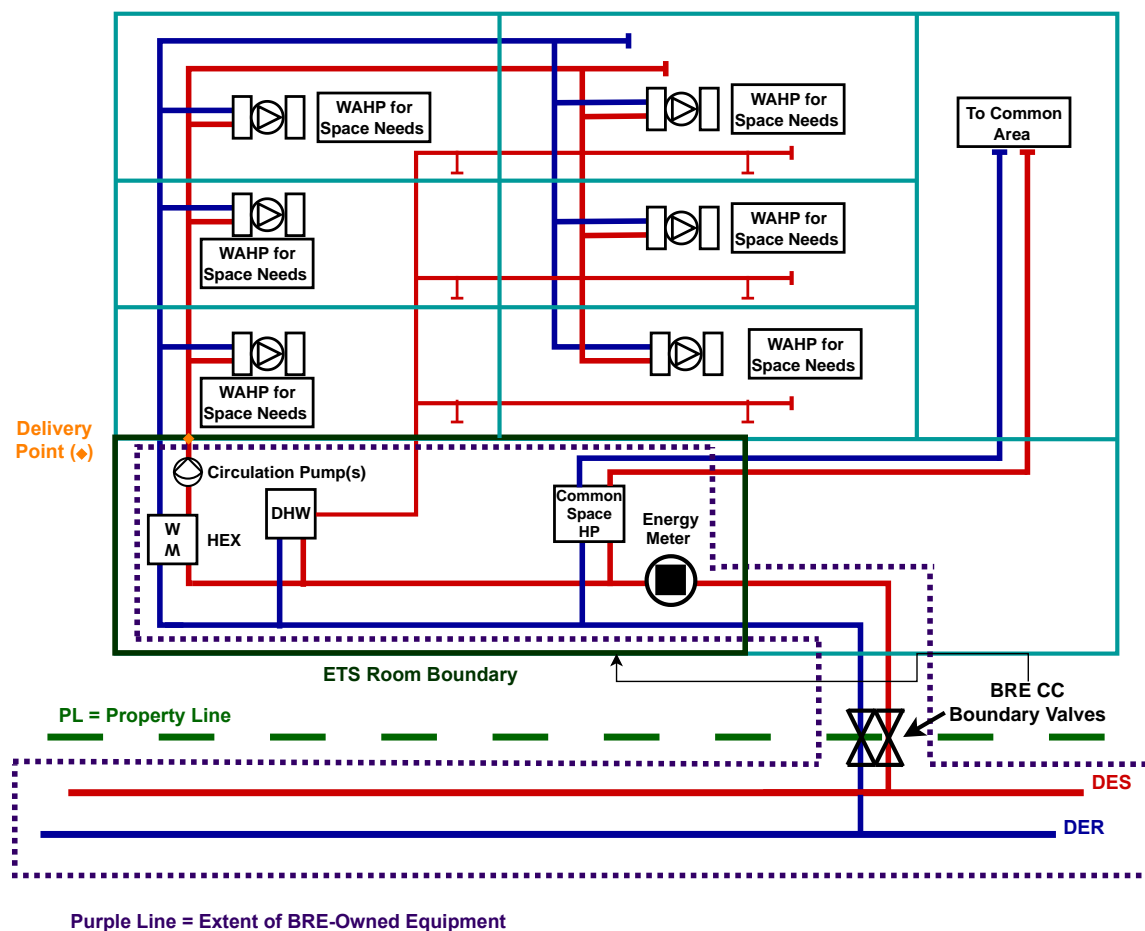 WAHP for
Space Needs
WAHP for
Space Needs
To Common
Area
WAHP for
Space Needs
WAHP for
Space Needs
WAHP for
Space Needs
WAHP for
Space Needs
Delivery
Point (◆)
Circulation Pump(s)
DHW
Common
Space
HP
Energy
Meter
W
W
HEX
ETS Room Boundary
BRE CC
Boundary Valves
PL = Property Line
DES
DER
Purple Line = Extent of BRE-Owned Equipment